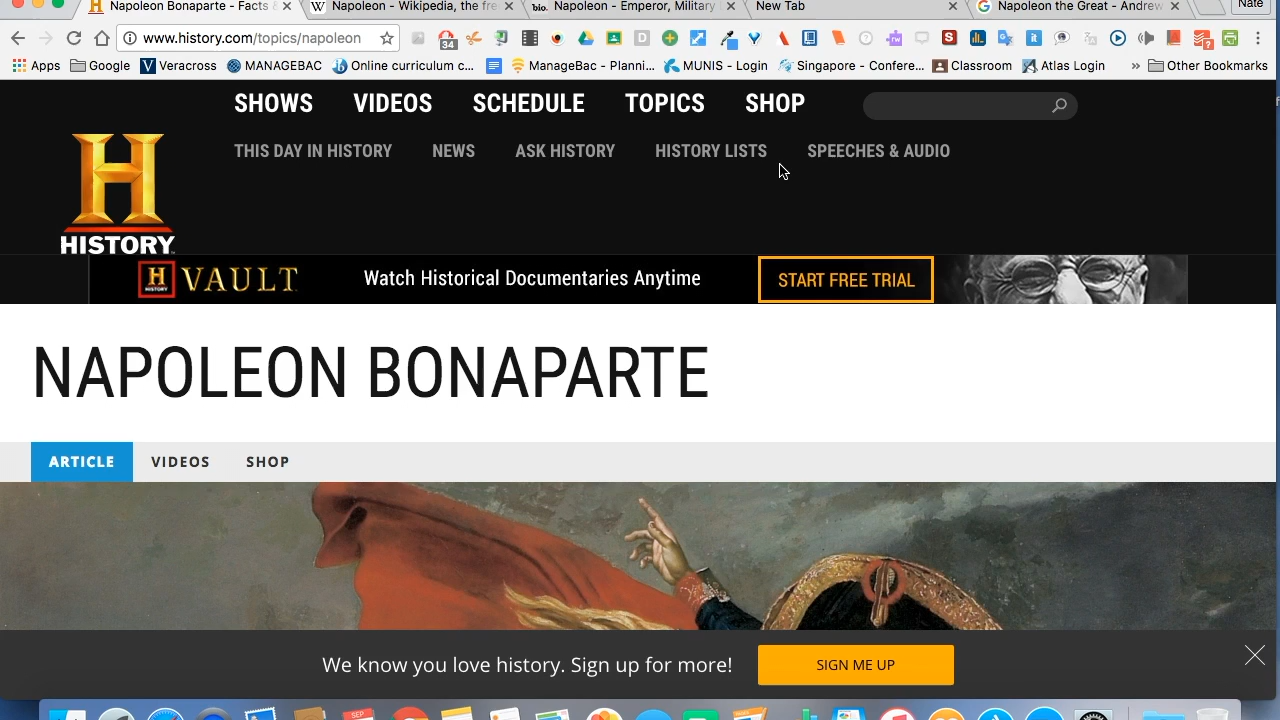 Napoleon Bonaparte - Facts &
Napoleon - Wikipedia, the fre
bio. Napoleon - Emperor, Military
New Tab
Napoleon the Great - Andrew
Nate
www.history.com/topics/napoleon
34
Apps
Google
Veracross
MANAGEBAC
Online curriculum c...
ManageBac - Planni...
MUNIS - Login
Singapore - Confere...
Classroom
Atlas Login
»
Other Bookmarks
SHOWS VIDEOS SCHEDULE TOPICS SHOP
THIS DAY IN HISTORY NEWS ASK HISTORY HISTORY LISTS SPEECHES & AUDIO
H
HISTORY
H HISTORY VAULT
Watch Historical Documentaries Anytime
START FREE TRIAL
NAPOLEON BONAPARTE
ARTICLE VIDEOS SHOP
We know you love history. Sign up for more!
SIGN ME UP
SEP